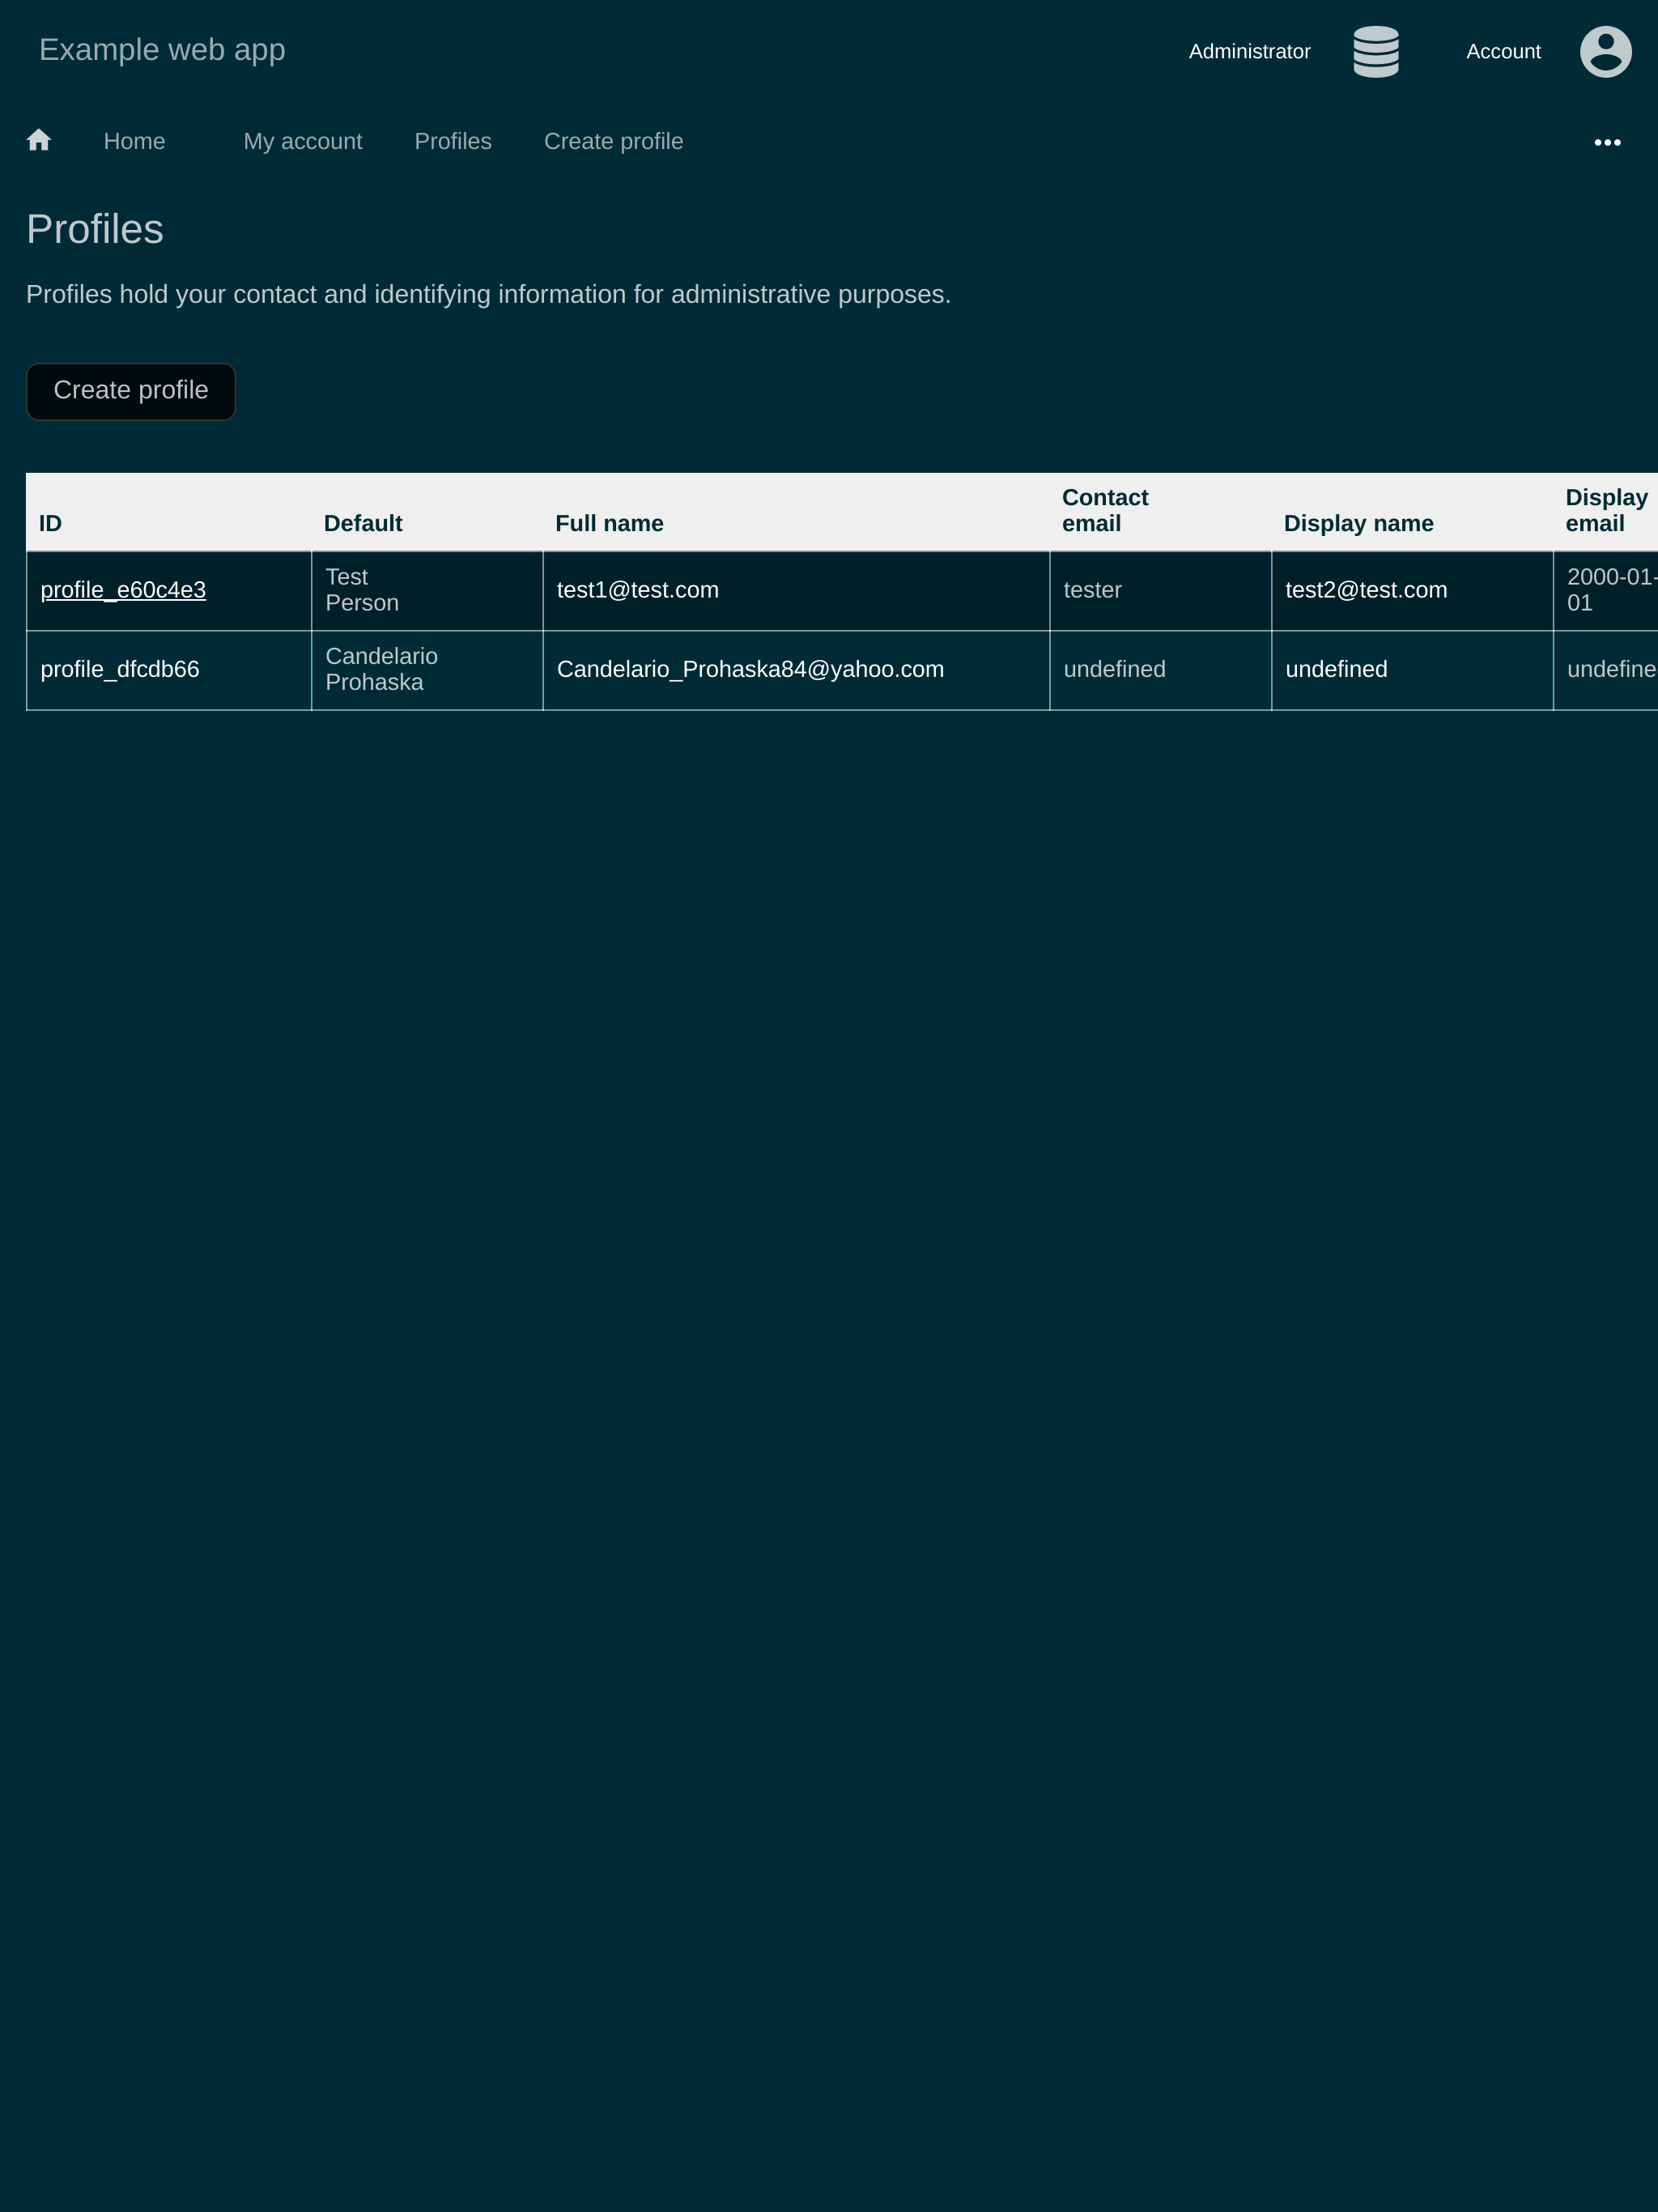 Example web app
Administrator
Account
Home
My account
Profiles
Create profile
Profiles
Profiles hold your contact and identifying information for administrative purposes.
Create profile
ID
Default
Full name
Contact
email
Display name
Display
email
profile_e60c4e3
Test
Person
test1@test.com
tester
test2@test.com
2000-01-
01
profile_dfcdb66
Candelario
Prohaska
Candelario_Prohaska84@yahoo.com
undefined
undefined
undefine